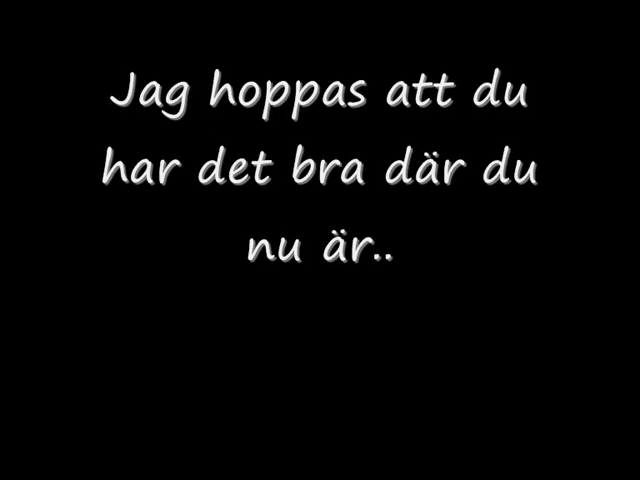 Jag hoppas att du
har det bra där du
nu är..